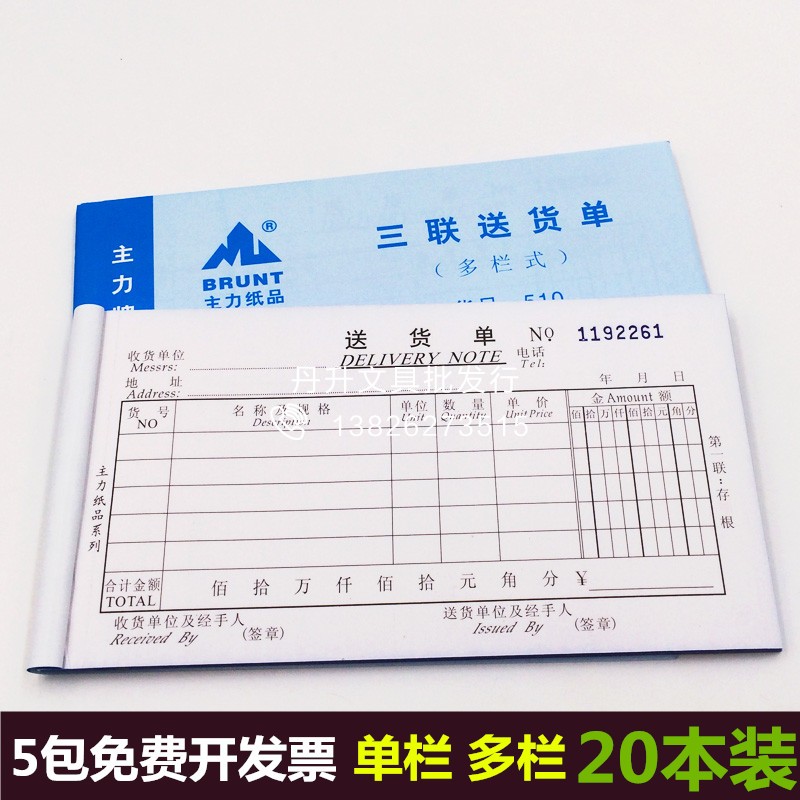 主力牌
BRUNT
主力纸品
三联送货单
（多栏式）
510
送货单 NO 1192261
DELIVERY NOTE
收货单位
Messrs:
电话
Tel:
地 址
Address:
年 月 日
丹升文具批发行
13826273515
货号 NO
名称及规格 Description
单位 Unit
数量 Quantity
单价 Unit Price
金 Amount 额
佰 拾 万 仟 佰 拾 元 角 分
合计金额 TOTAL
佰 拾 万 仟 佰 拾 元 角 分 ¥
收货单位及经手人 (签章)
Received By
送货单位及经手人 (签章)
Issued By
主力纸品系列
第一联:存根
5包免费开发票 单栏 多栏 20本装